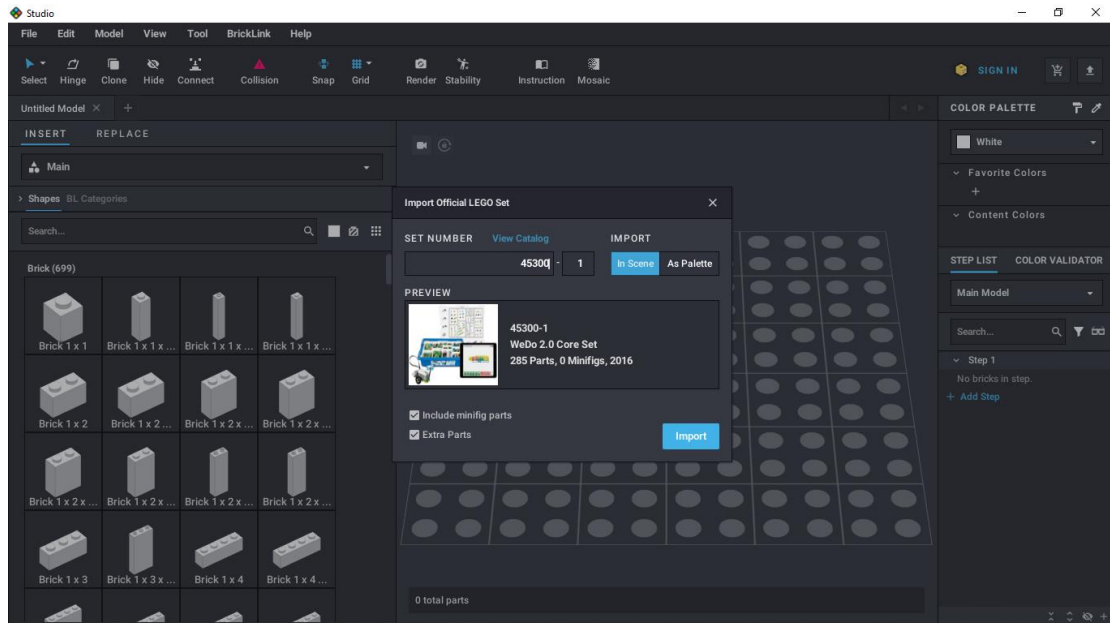 Studio
File Edit Model View Tool BrickLink Help
Select Hinge Clone Hide Connect Collision Snap Grid Render Stability Instruction Mosaic
SIGN IN
Untitled Model
COLOR PALETTE
INSERT REPLACE
White
Main
Favorite Colors
Shapes BL Categories
Import Official LEGO Set
Content Colors
Search...
SET NUMBER View Catalog IMPORT
45300 - 1 In Scene As Palette
STEP LIST COLOR VALIDATOR
Brick (699)
PREVIEW
Main Model
45300-1
WeDo 2.0 Core Set
285 Parts, 0 Minifigs, 2016
Search...
Brick 1 x 1 Brick 1 x 1 x ... Brick 1 x 1 x ... Brick 1 x 1 x ...
Step 1
No bricks in step.
+ Add Step
Include minifig parts
Extra Parts
Import
Brick 1 x 2 Brick 1 x 2 ... Brick 1 x 2 x ... Brick 1 x 2 x ...
Brick 1 x 2 x ... Brick 1 x 2 x ... Brick 1 x 2 x ... Brick 1 x 2 x ...
Brick 1 x 3 Brick 1 x 3 x ... Brick 1 x 4 Brick 1 x 4 ...
0 total parts